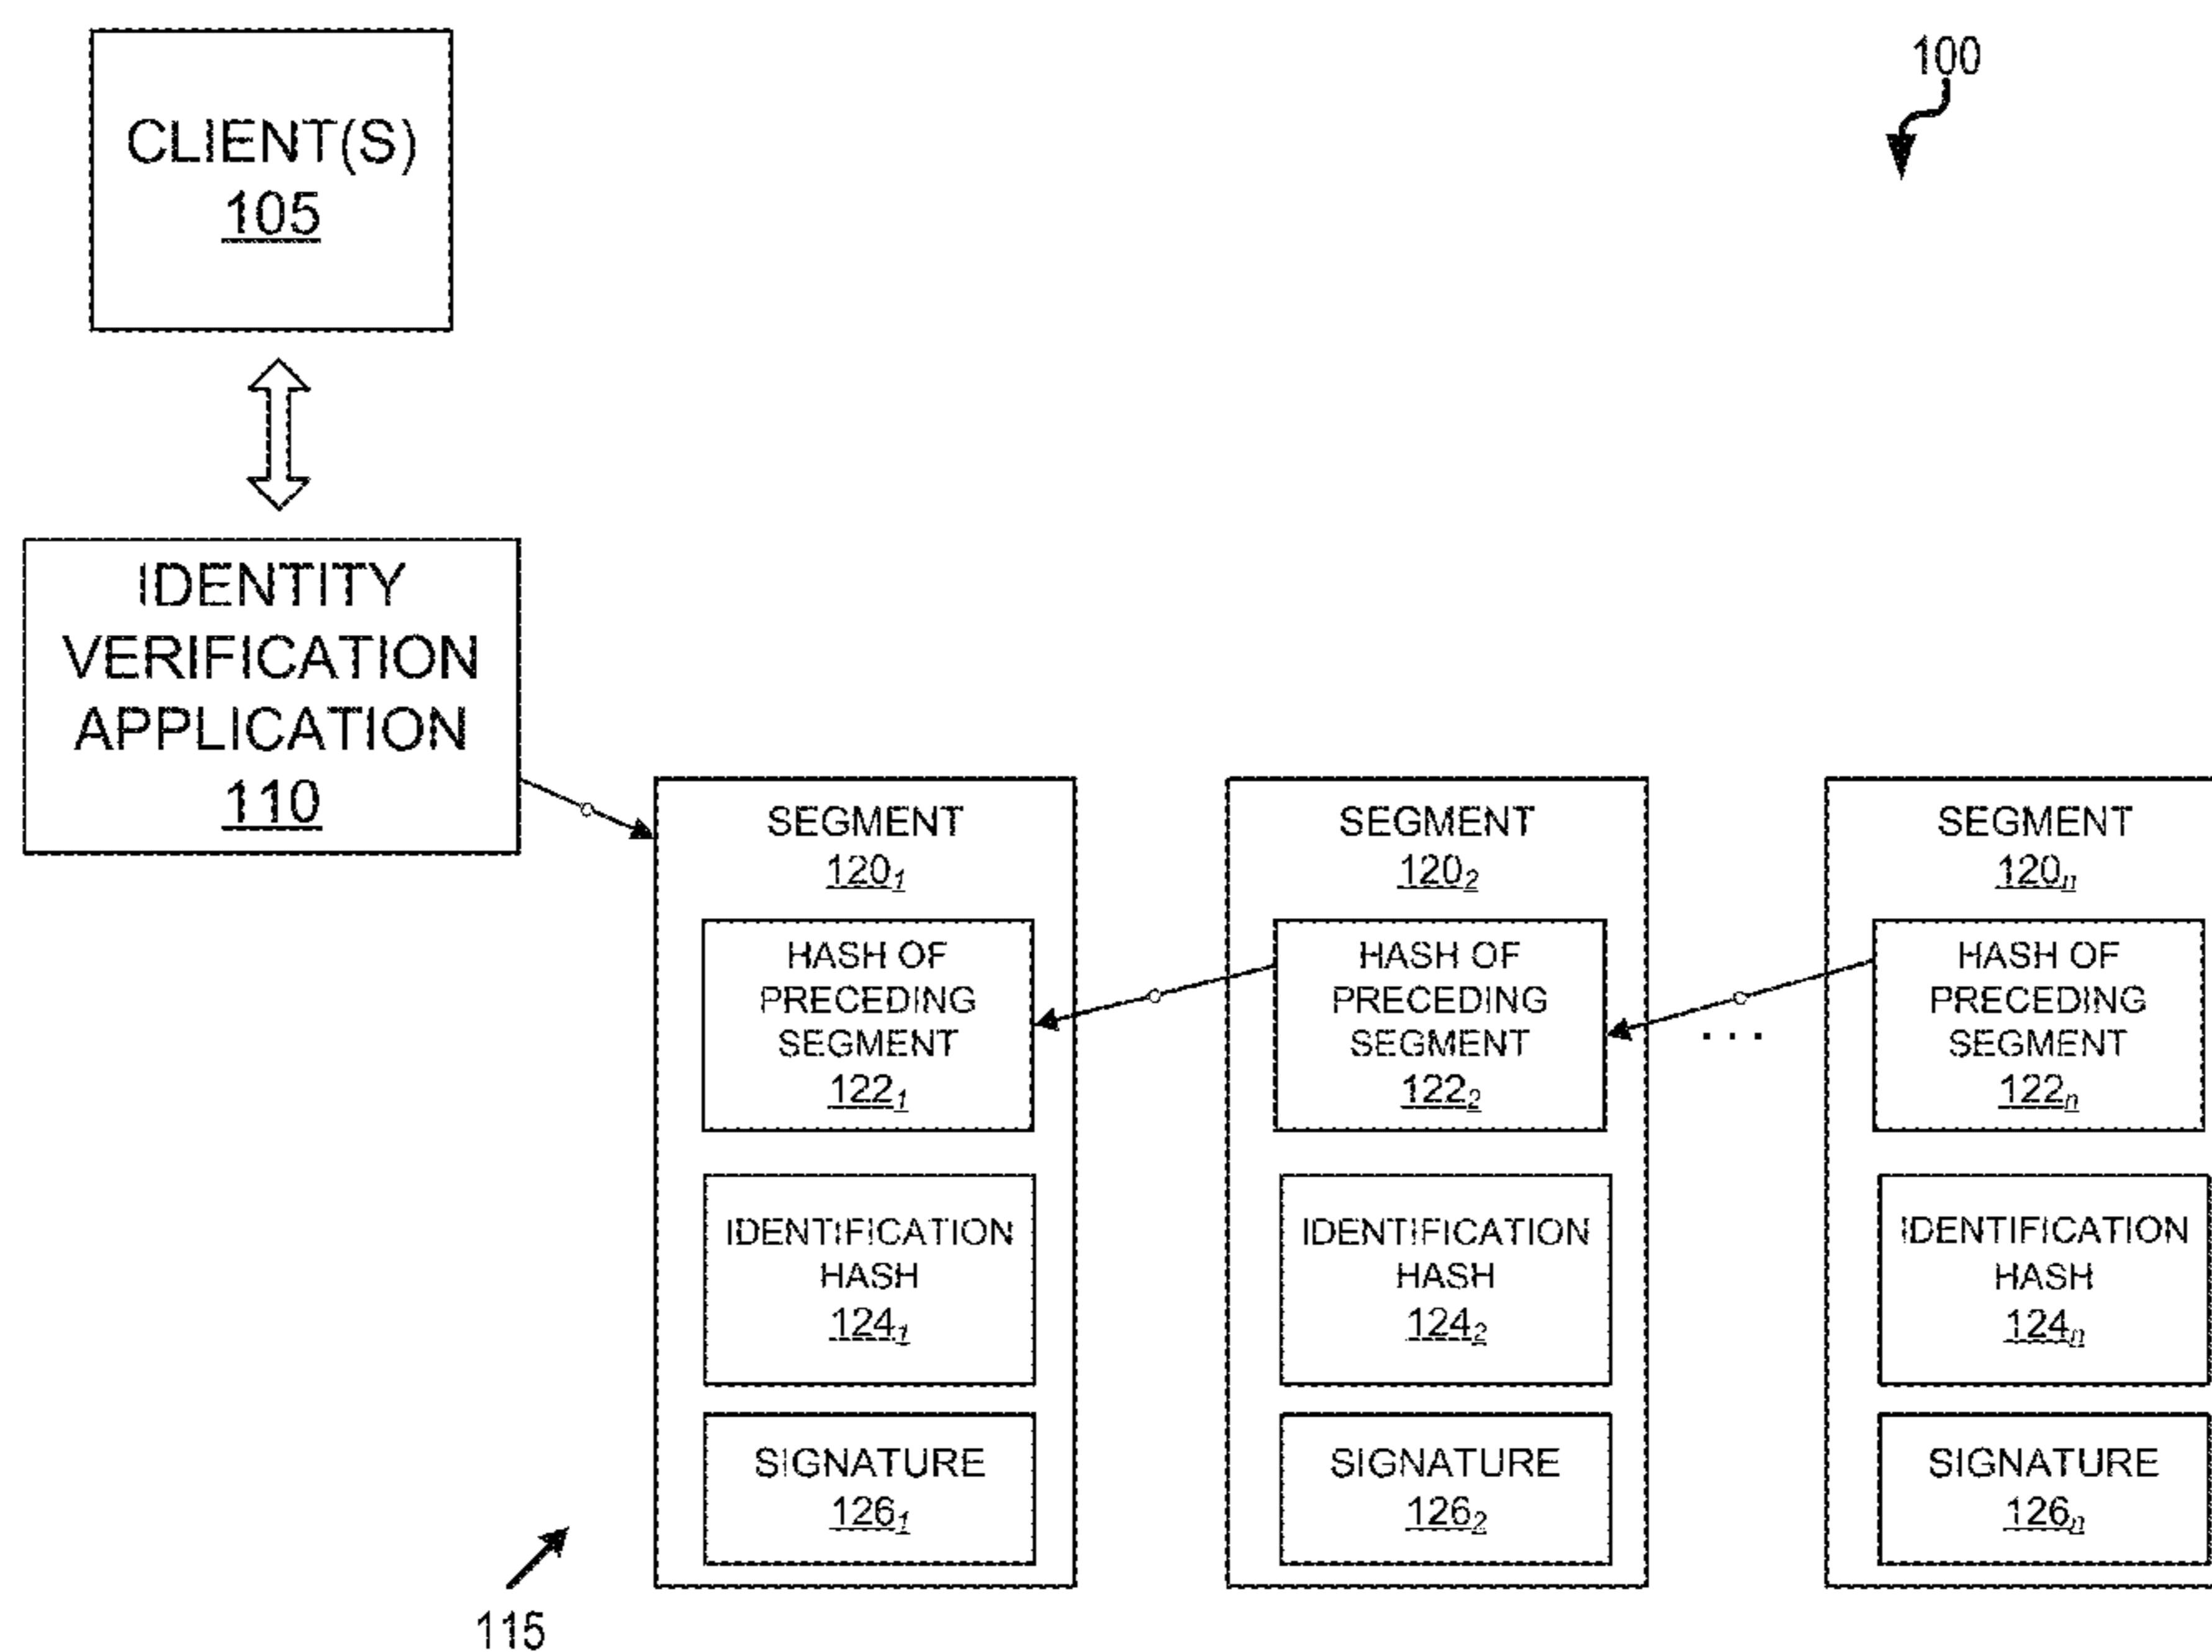 100
CLIENT(S)
105
IDENTITY
VERIFICATION
APPLICATION
110
SEGMENT
120₁
HASH OF
PRECEDING
SEGMENT
122₁
IDENTIFICATION
HASH
124₁
SIGNATURE
126₁
SEGMENT
120₂
HASH OF
PRECEDING
SEGMENT
122₂
IDENTIFICATION
HASH
124₂
SIGNATURE
126₂
. . .
SEGMENT
120ₙ
HASH OF
PRECEDING
SEGMENT
122ₙ
IDENTIFICATION
HASH
124ₙ
SIGNATURE
126ₙ
115